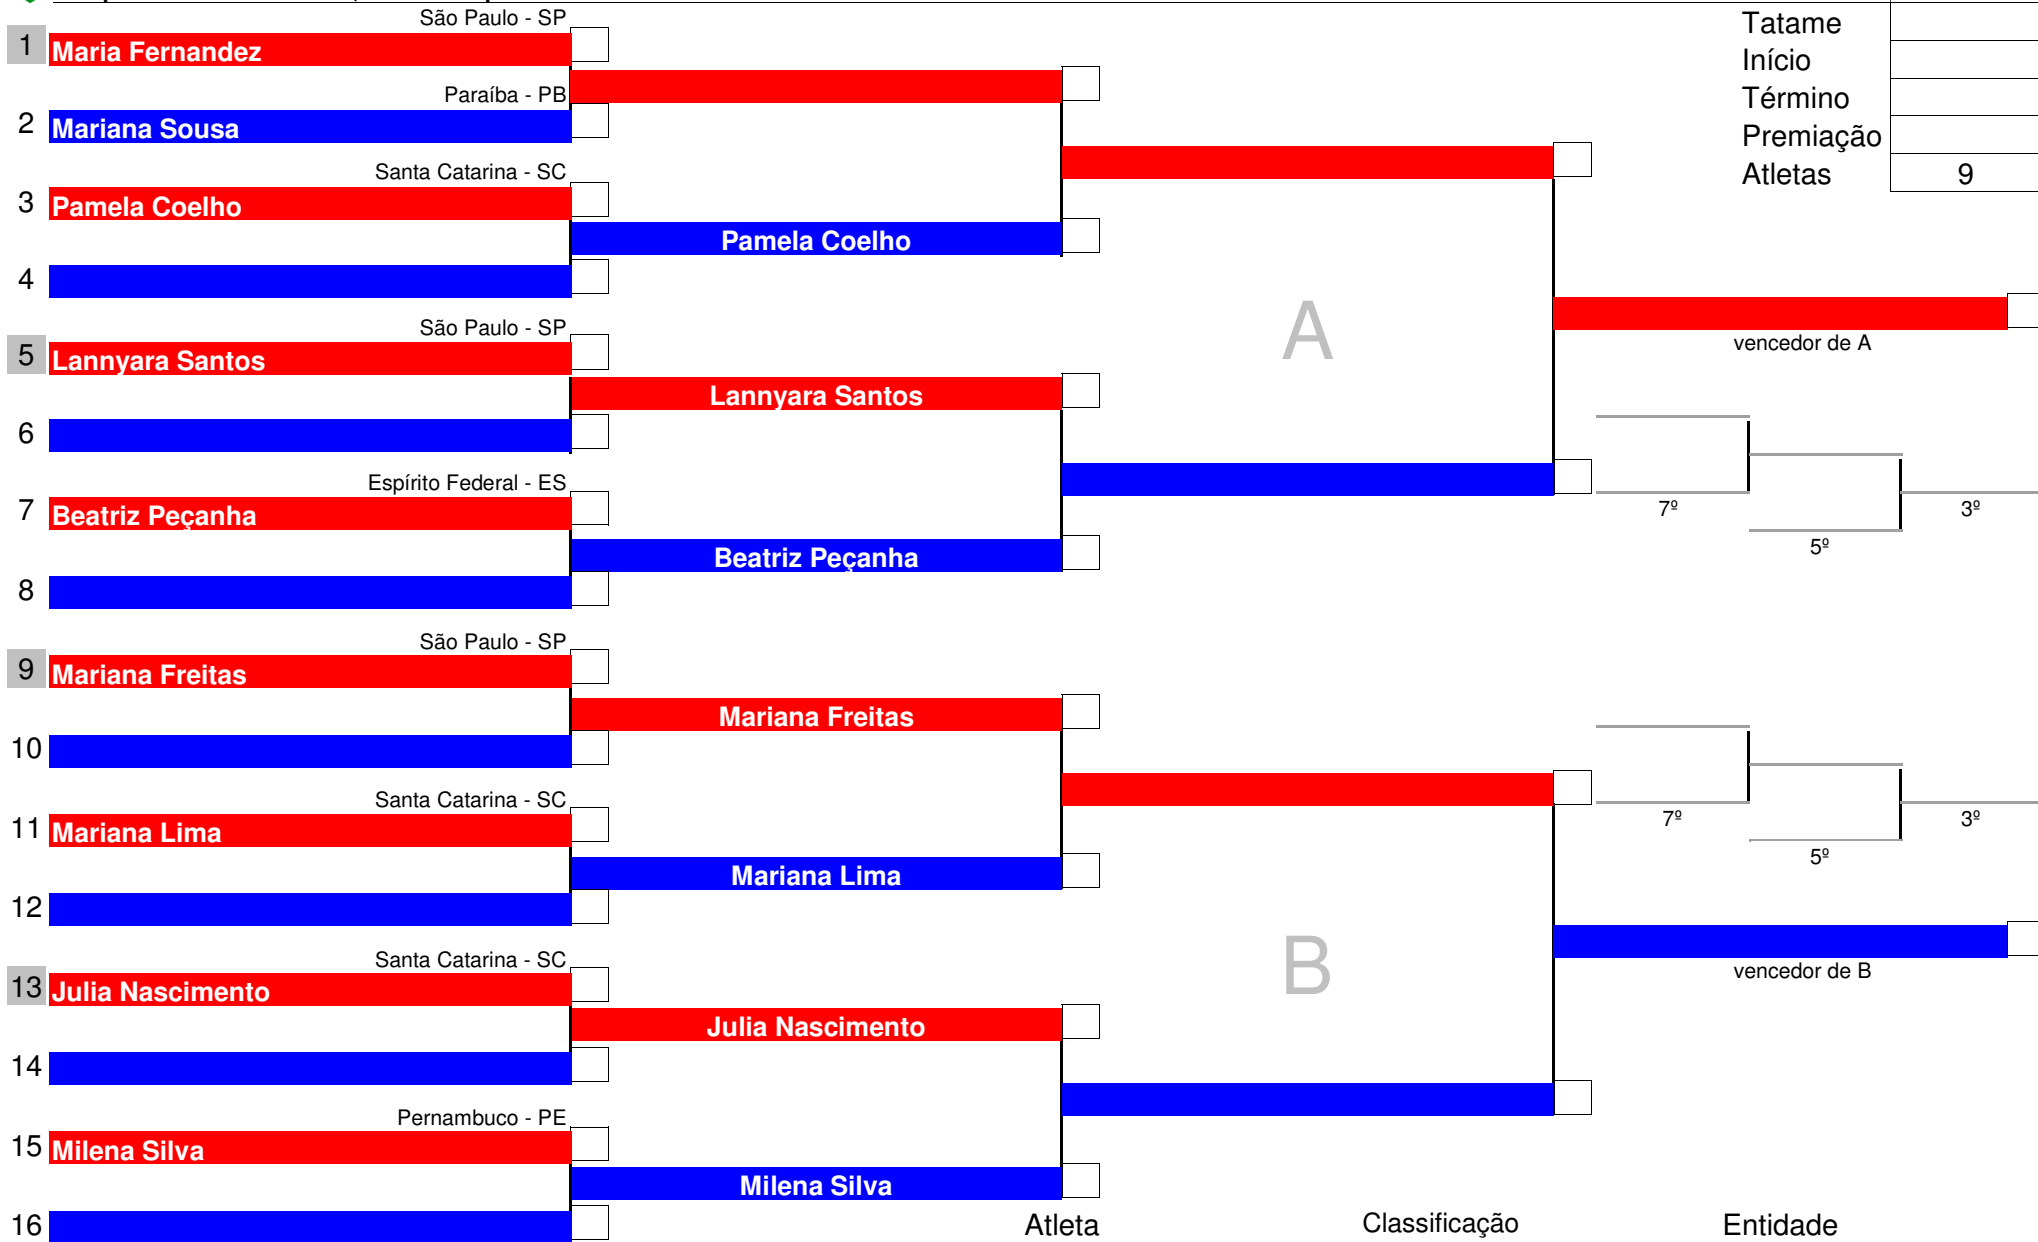 São Paulo - SP
1 Maria Fernandez
Paraíba - PB
2 Mariana Sousa
Santa Catarina - SC
3 Pamela Coelho
Pamela Coelho
4
São Paulo - SP
5 Lannyara Santos
Lannyara Santos
6
Espírito Federal - ES
7 Beatriz Peçanha
Beatriz Peçanha
8
São Paulo - SP
9 Mariana Freitas
Mariana Freitas
10
Santa Catarina - SC
11 Mariana Lima
Mariana Lima
12
Santa Catarina - SC
13 Julia Nascimento
Julia Nascimento
14
Pernambuco - PE
15 Milena Silva
Milena Silva
16
A
B
Tatame
Início
Término
Premiação
Atletas 9
vencedor de A
7º
3º
5º
7º
3º
5º
vencedor de B
Atleta Classificação Entidade